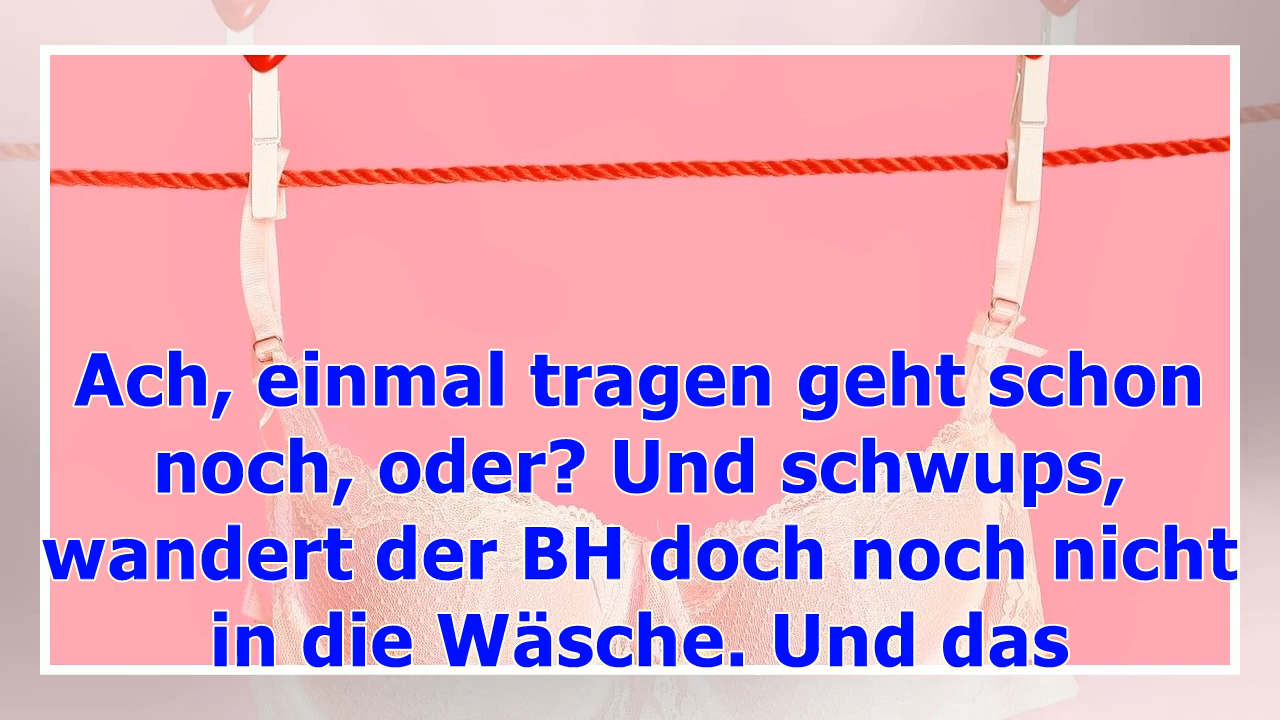 Ach, einmal tragen geht schon
noch, oder? Und schwups,
wandert der BH doch noch nicht
in die Wäsche. Und das